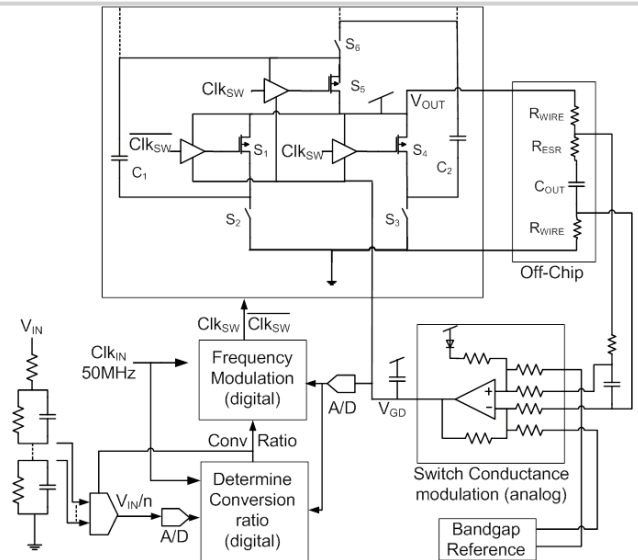 S6
ClkSW
S5
VOUT
ClkSW
S1
ClkSW
S4
C1
C2
S2
S3
RWIRE
RESR
COUT
RWIRE
Off-Chip
VIN
ClkIN
50MHz
ClkSW ClkSW
Frequency
Modulation
(digital)
A/D
VGD
+
-
Switch Conductance
modulation (analog)
Conv Ratio
VIN/n
A/D
Determine
Conversion
ratio
(digital)
Bandgap
Reference